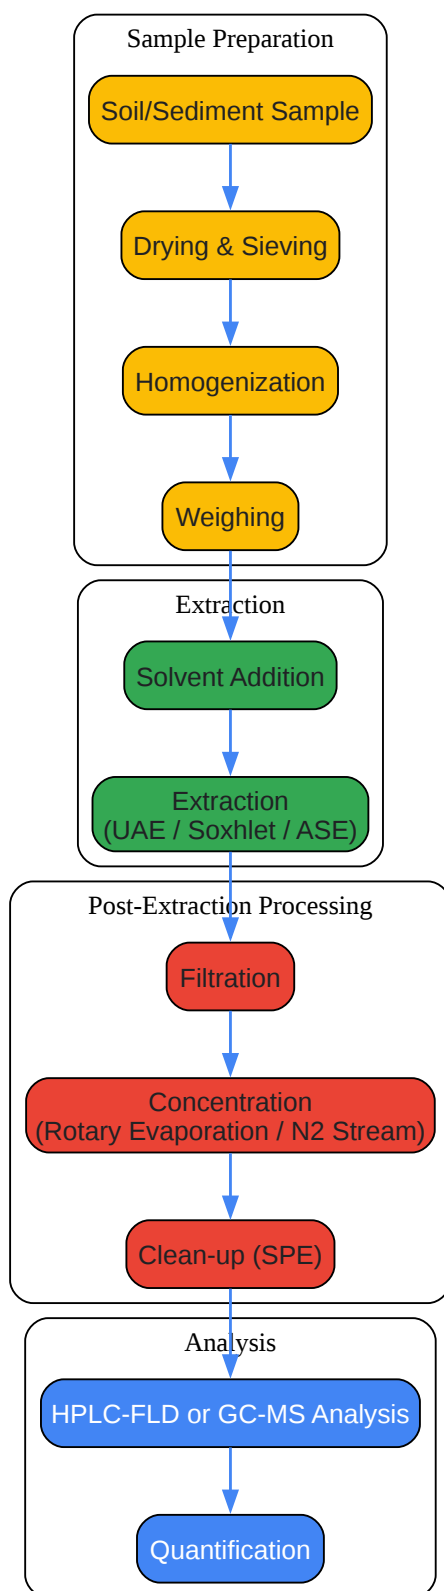 Sample Preparation
Soil/Sediment Sample
Drying & Sieving
Homogenization
Weighing
Extraction
Solvent Addition
Extraction
(UAE / Soxhlet / ASE)
Post-Extraction Processing
Filtration
Concentration
(Rotary Evaporation / N2 Stream)
Clean-up (SPE)
Analysis
HPLC-FLD or GC-MS Analysis
Quantification